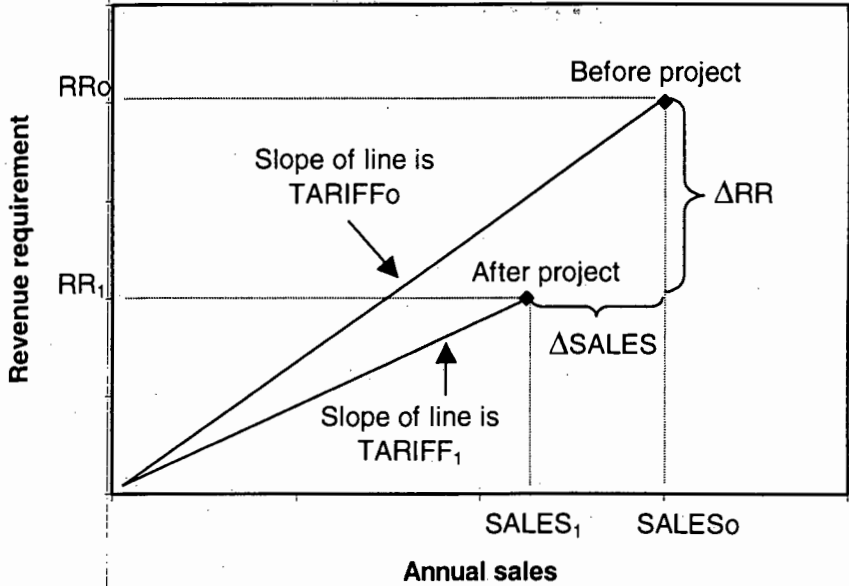 Before project
RRo
Slope of line is
TARIFFo
ΔRR
Revenue requirement
After project
RR₁
ΔSALES
Slope of line is
TARIFF₁
SALES₁
SALESo
Annual sales